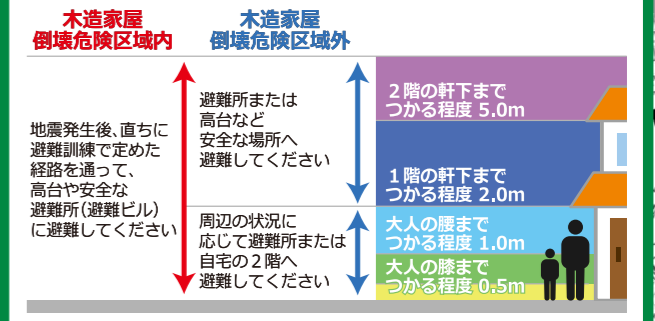 木造家屋
倒壊危険区域内
木造家屋
倒壊危険区域外
地震発生後、直ちに
避難訓練で定めた
経路を通って、
高台や安全な
避難所(避難ビル)
に避難してください
避難所または
高台など
安全な場所へ
避難してください
周辺の状況に
応じて避難所または
自宅の2階へ
避難してください
2階の軒下まで
つかる程度 5.0m
1階の軒下まで
つかる程度 2.0m
大人の腰まで
つかる程度 1.0m
大人の膝まで
つかる程度 0.5m